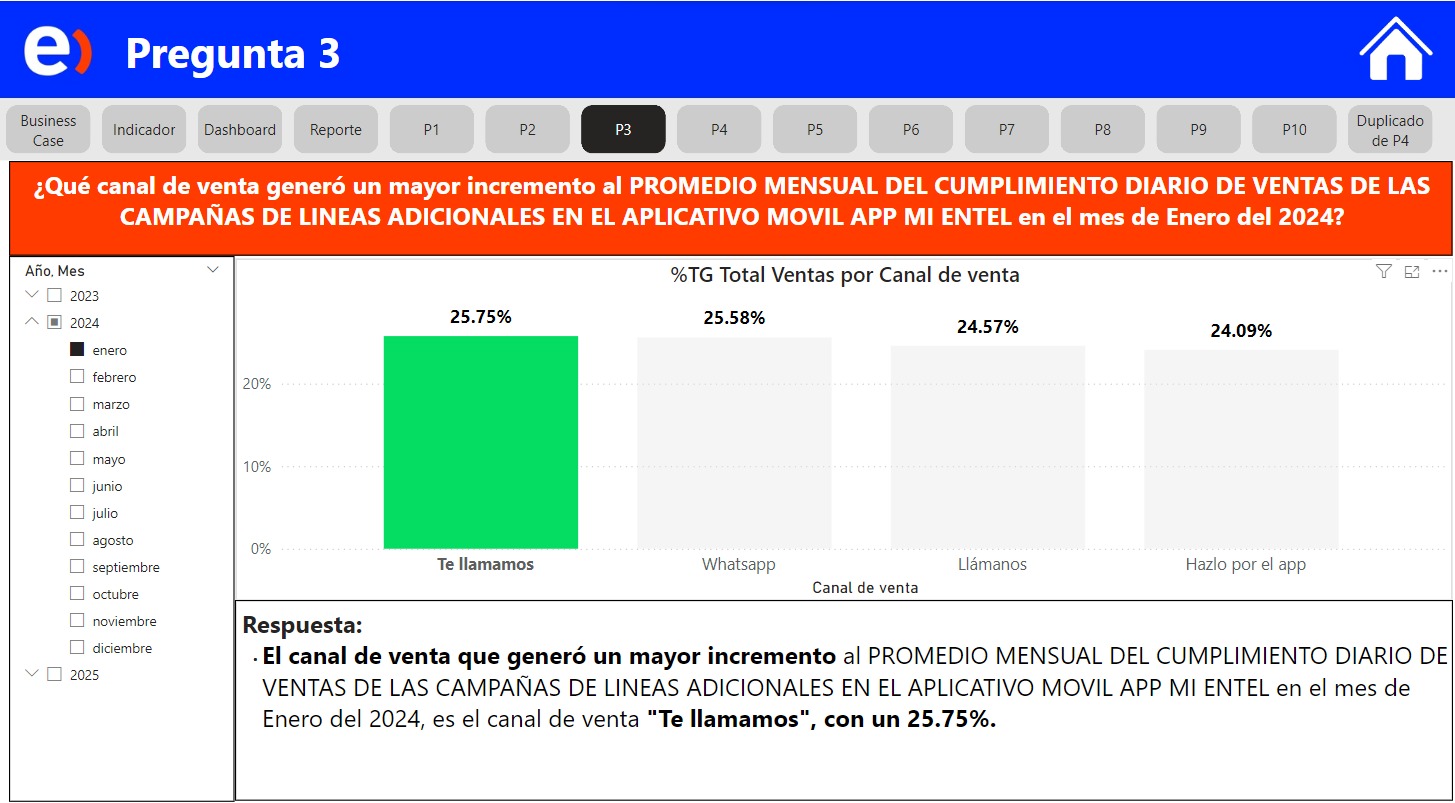 e) Pregunta 3
Business
Case
Indicador
Dashboard
Reporte
P1
P2
P3
P4
P5
P6
P7
P8
P9
P10
Duplicado
de P4
¿Qué canal de venta generó un mayor incremento al PROMEDIO MENSUAL DEL CUMPLIMIENTO DIARIO DE VENTAS DE LAS
CAMPAÑAS DE LINEAS ADICIONALES EN EL APLICATIVO MOVIL APP MI ENTEL en el mes de Enero del 2024?
Año, Mes
2023
2024
enero
febrero
marzo
abril
mayo
junio
julio
agosto
septiembre
octubre
noviembre
diciembre
2025
%TG Total Ventas por Canal de venta
25.75%
25.58%
24.57%
24.09%
20%
10%
0%
Te llamamos
Whatsapp
Llámanos
Hazlo por el app
Canal de venta
Respuesta:
· El canal de venta que generó un mayor incremento al PROMEDIO MENSUAL DEL CUMPLIMIENTO DIARIO DE
VENTAS DE LAS CAMPAÑAS DE LINEAS ADICIONALES EN EL APLICATIVO MOVIL APP MI ENTEL en el mes de
Enero del 2024, es el canal de venta "Te llamamos", con un 25.75%.